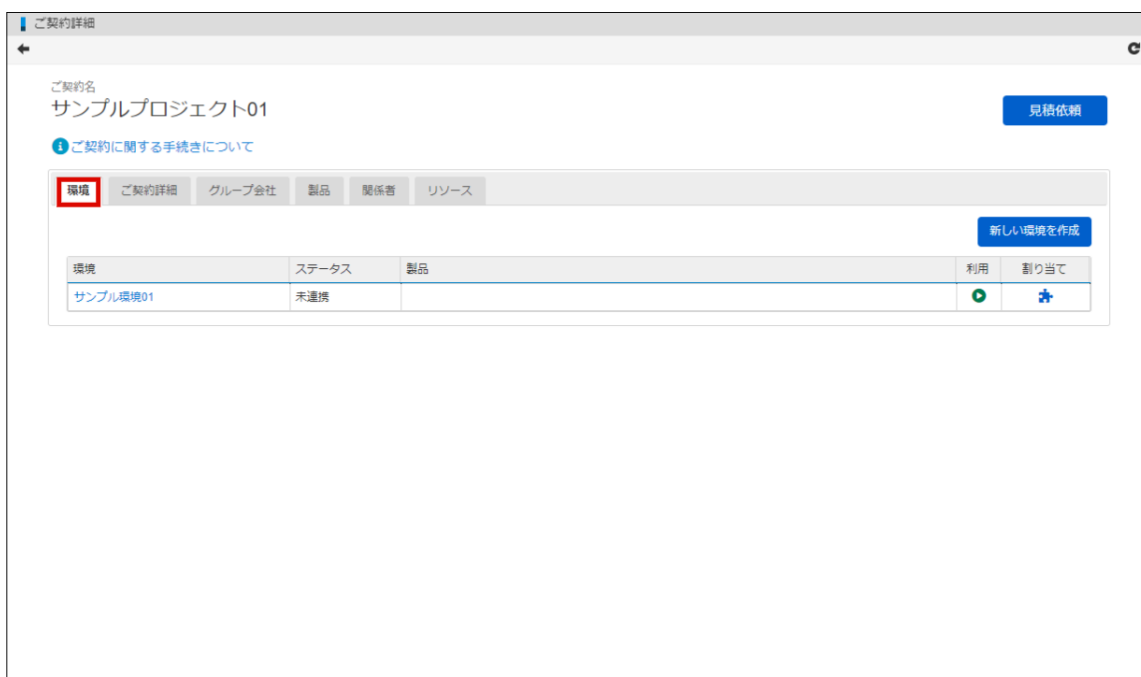 ご契約詳細
ご契約名
サンプルプロジェクト01
見積依頼
ご契約に関する手続きについて
環境 ご契約詳細 グループ会社 製品 関係者 リソース
新しい環境を作成
環境 ステータス 製品 利用 割り当て
サンプル環境01 未連携